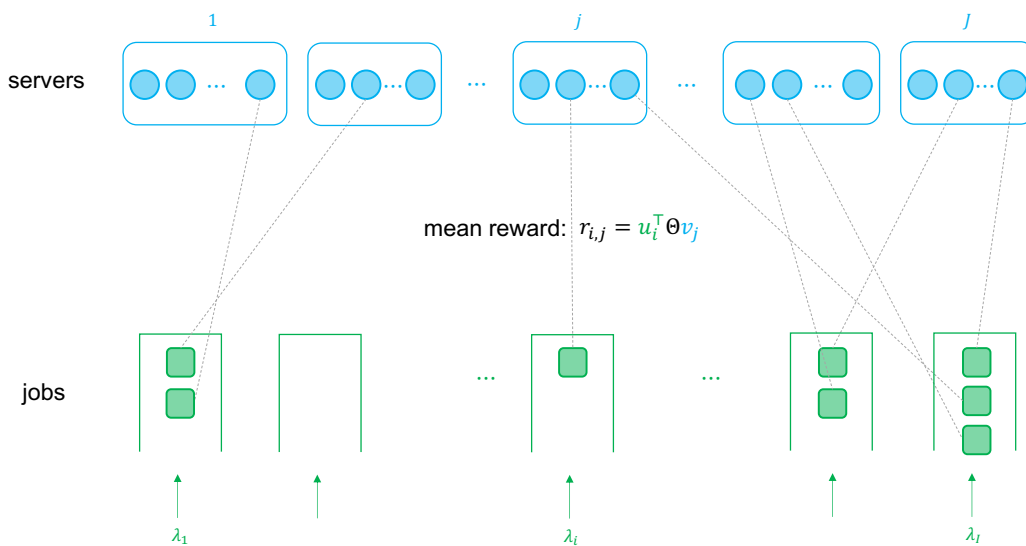 1 j J
servers ... ... ... ... ... ... ...
mean reward: r_{i,j} = u_i^⊤Θv_j
jobs ... ...
λ_1 λ_i λ_I